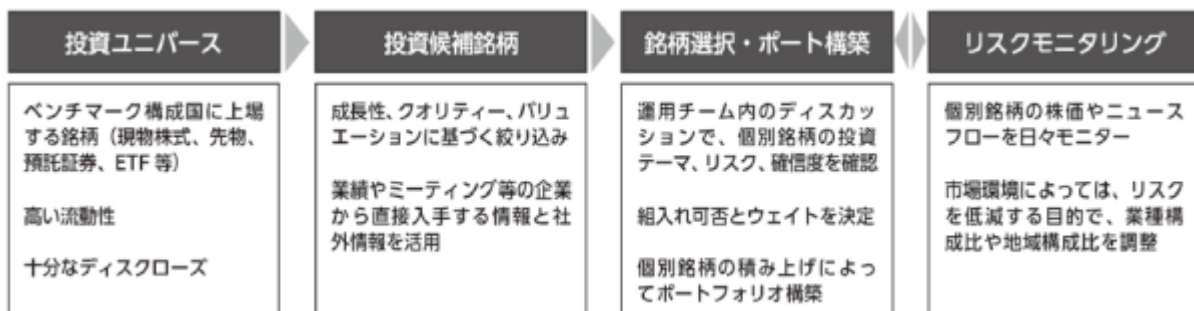 投資ユニバース
ベンチマーク構成国に上場
する銘柄（現物株式、先物、
預託証券、ETF 等）
高い流動性
十分なディスクローズ
投資候補銘柄
成長性、クオリティー、バリュ
エーションに基づく絞り込み
業績やミーティング等の企業
から直接入手する情報と社
外情報を活用
銘柄選択・ポート構築
運用チーム内のディスカッ
ションで、個別銘柄の投資
テーマ、リスク、確信度を確認
組入れ可否とウェイトを決定
個別銘柄の積み上げによっ
てポートフォリオ構築
リスクモニタリング
個別銘柄の株価やニュース
フローを日々モニター
市場環境によっては、リスク
を低減する目的で、業種構
成比や地域構成比を調整